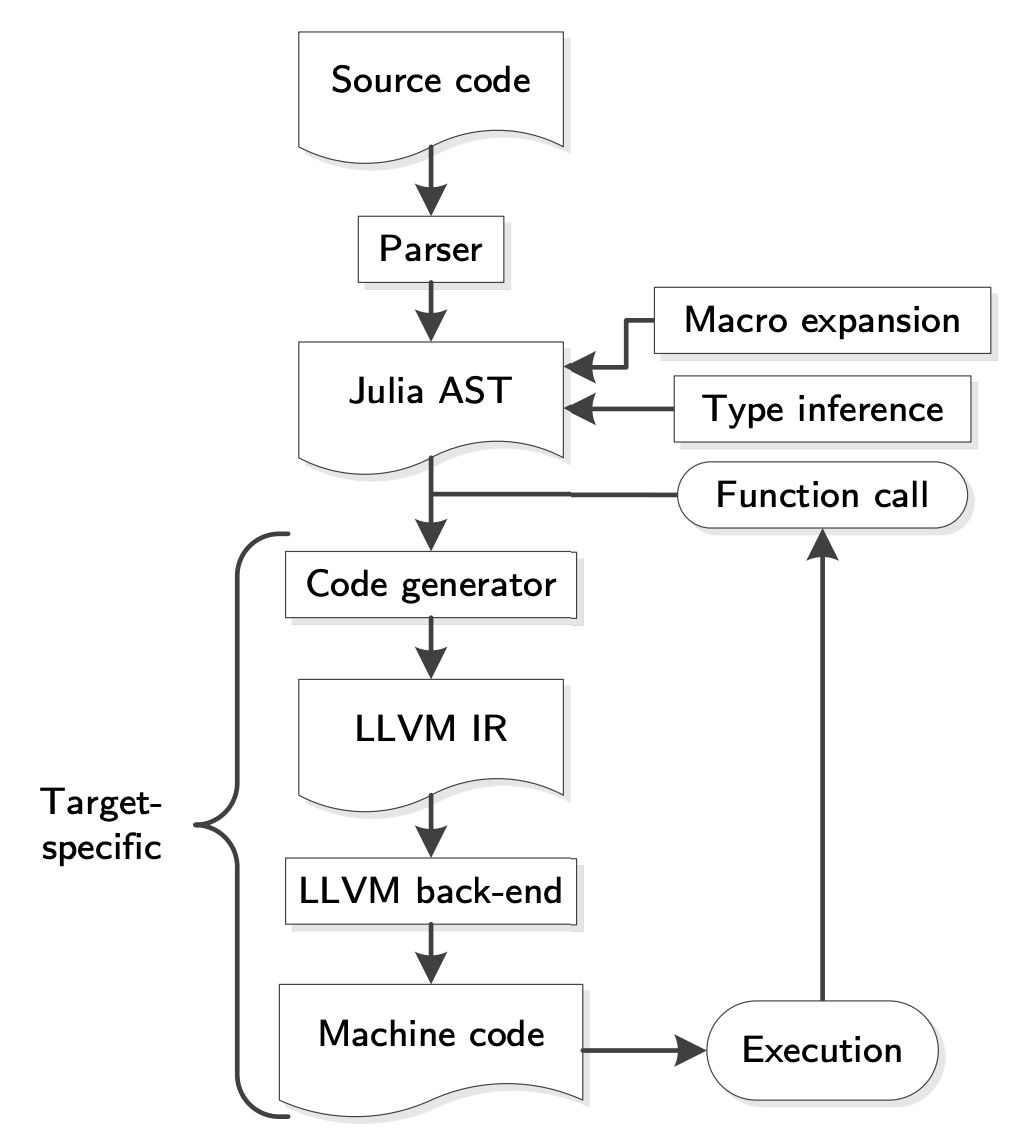 Source code
Parser
Macro expansion
Julia AST
Type inference
Function call
Code generator
LLVM IR
Target-
specific
LLVM back-end
Machine code
Execution